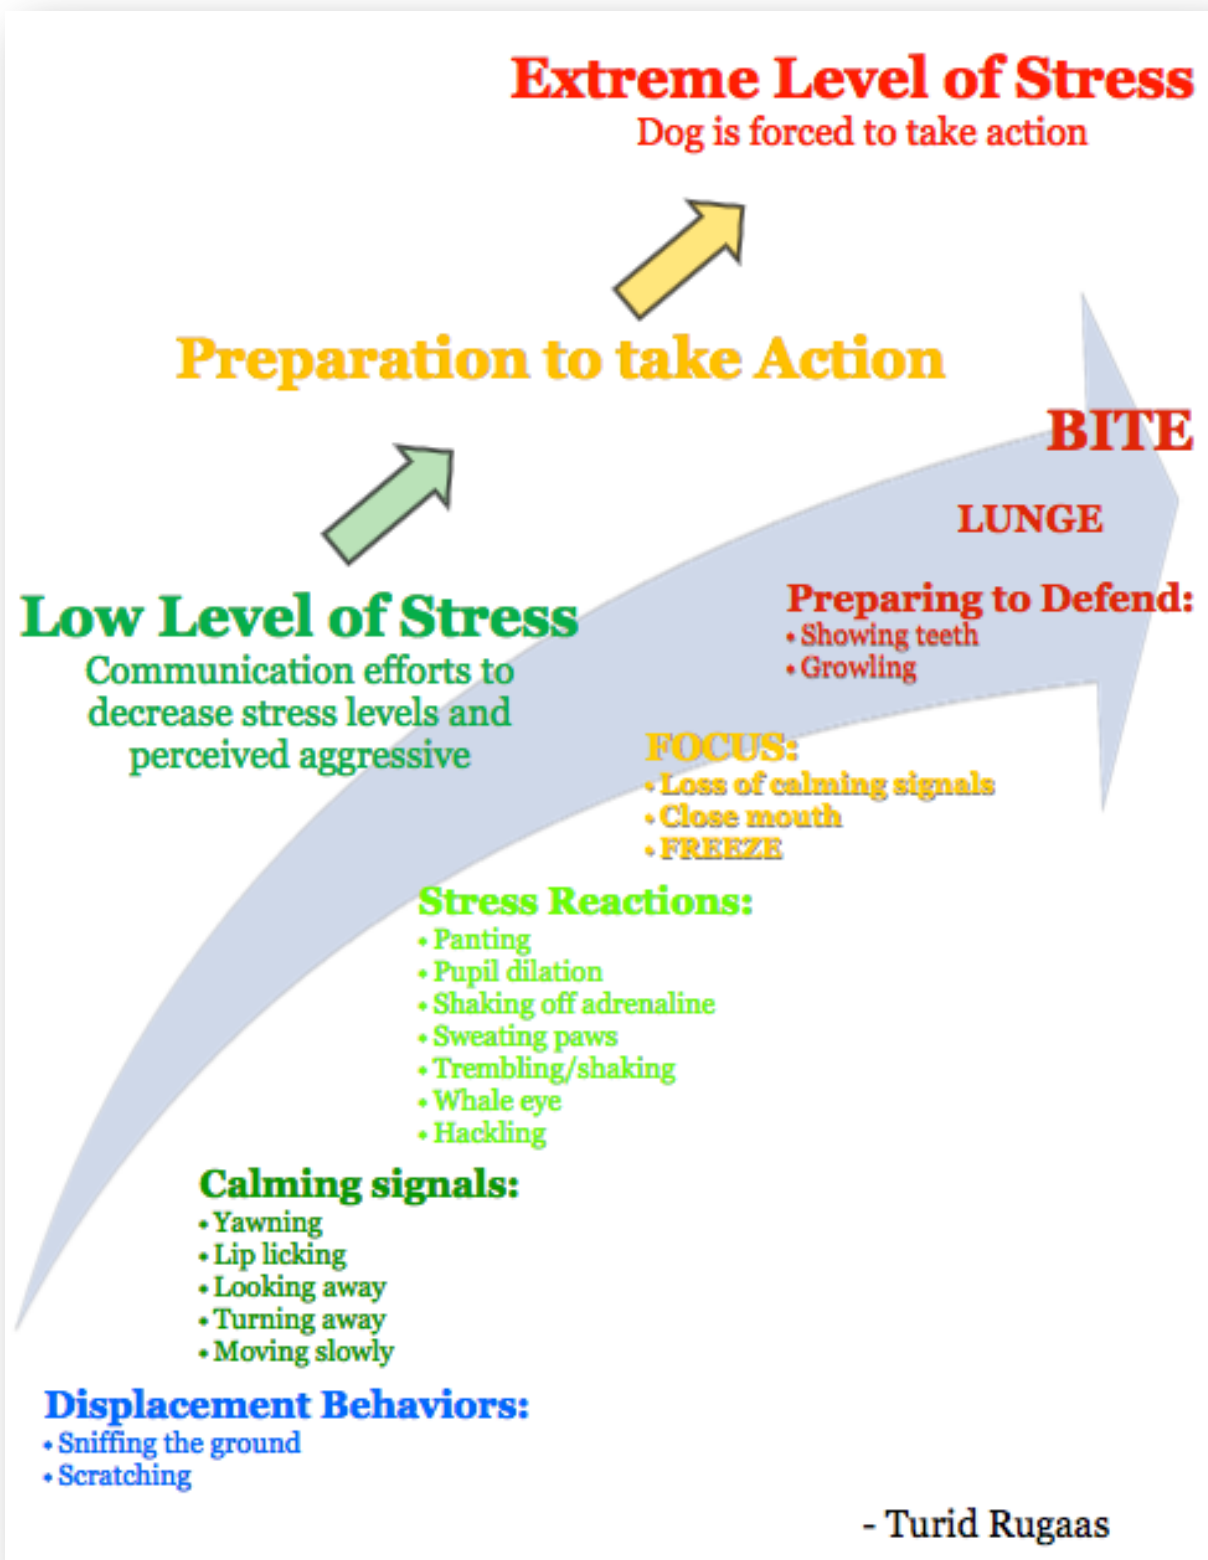 Extreme Level of Stress
Dog is forced to take action
Preparation to take Action
BITE
LUNGE
Low Level of Stress
Communication efforts to
decrease stress levels and
perceived aggressive
Preparing to Defend:
• Showing teeth
• Growling
FOCUS:
• Loss of calming signals
• Close mouth
• FREEZE
Stress Reactions:
• Panting
• Pupil dilation
• Shaking off adrenaline
• Sweating paws
• Trembling/shaking
• Whale eye
• Hackling
Calming signals:
• Yawning
• Lip licking
• Looking away
• Turning away
• Moving slowly
Displacement Behaviors:
• Sniffing the ground
• Scratching
- Turid Rugaas